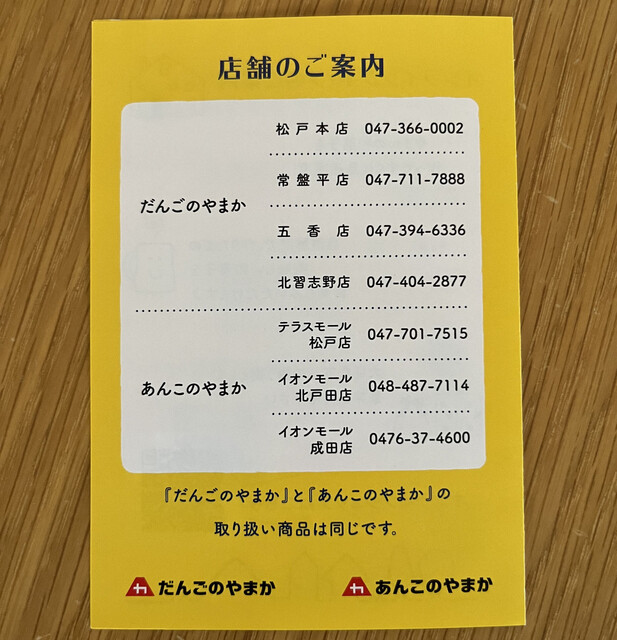 店舗のご案内
だんごのやまか
松戸本店 047-366-0002
常盤平店 047-711-7888
五香店 047-394-6336
北習志野店 047-404-2877
あんこのやまか
テラスモール
松戸店 047-701-7515
イオンモール
北戸田店 048-487-7114
イオンモール
成田店 0476-37-4600
『だんごのやまか』と『あんこのやまか』の
取り扱い商品は同じです。
だんごのやまか あんこのやまか